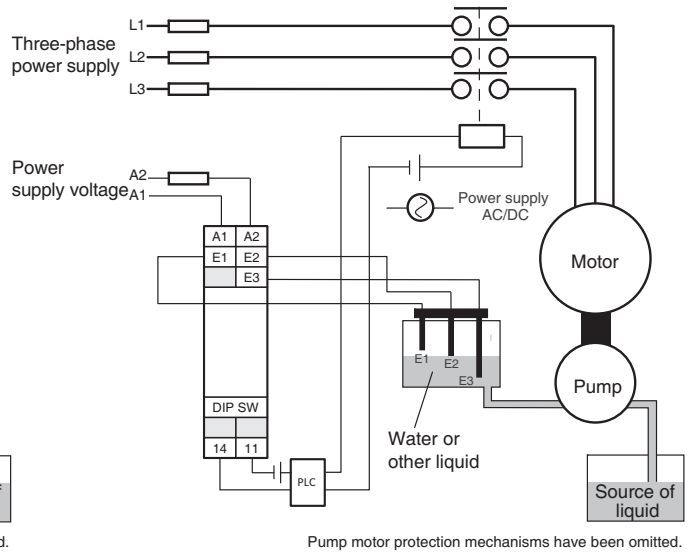 L1
Three-phase
power supply
L2
L3
Power
supply voltage
A2
A1
Power supply
AC/DC
A1 A2
E1 E2
E3
Motor
E1
E2
E3
Pump
DIP SW
14 11
PLC
Water or
other liquid
Source of
liquid
d.
Pump motor protection mechanisms have been omitted.